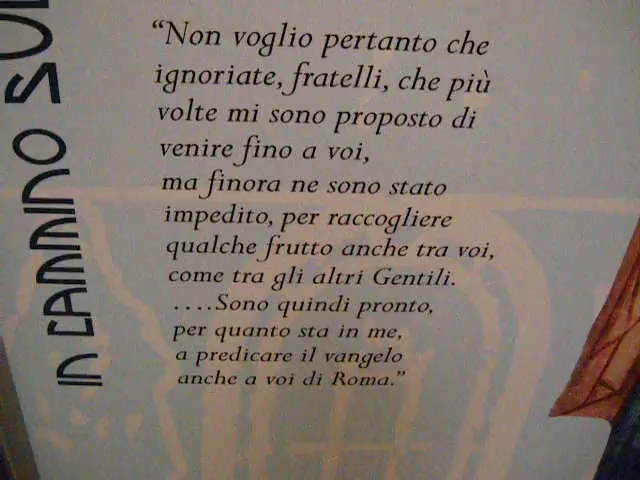 IN CAMMINO
“Non voglio pertanto che
ignoriate, fratelli, che più
volte mi sono proposto di
venire fino a voi,
ma finora ne sono stato
impedito, per raccogliere
qualche frutto anche tra voi,
come tra gli altri Gentili.
....Sono quindi pronto,
per quanto sta in me,
a predicare il vangelo
anche a voi di Roma.”